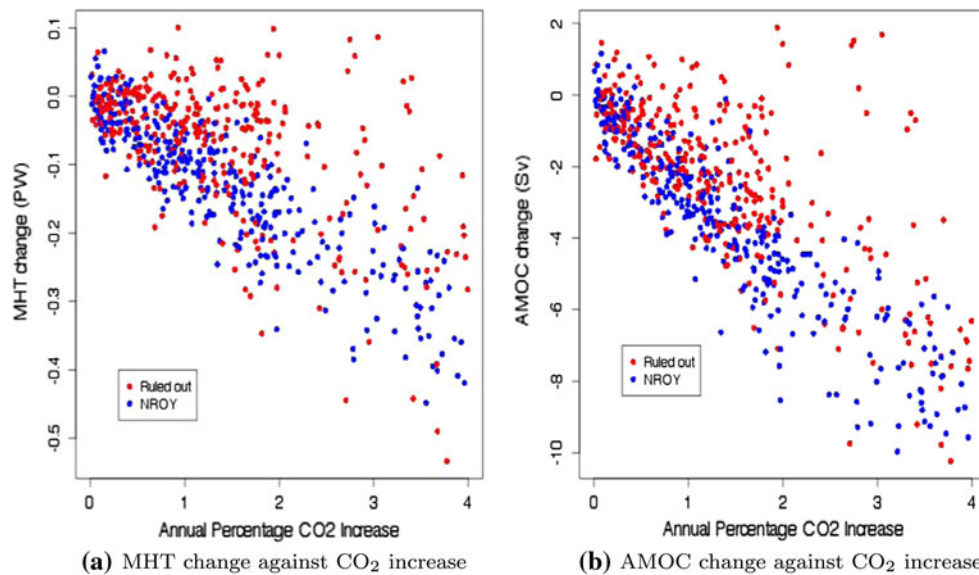 0.1
0.0
-0.1
-0.2
-0.3
-0.4
-0.5
MHT change (PW)
Ruled out
NROY
0 1 2 3 4
Annual Percentage CO2 Increase
(a) MHT change against CO₂ increase
2
0
-2
-4
-6
-8
-10
AMOC change (Sv)
Ruled out
NROY
0 1 2 3 4
Annual Percentage CO2 Increase
(b) AMOC change against CO₂ increase